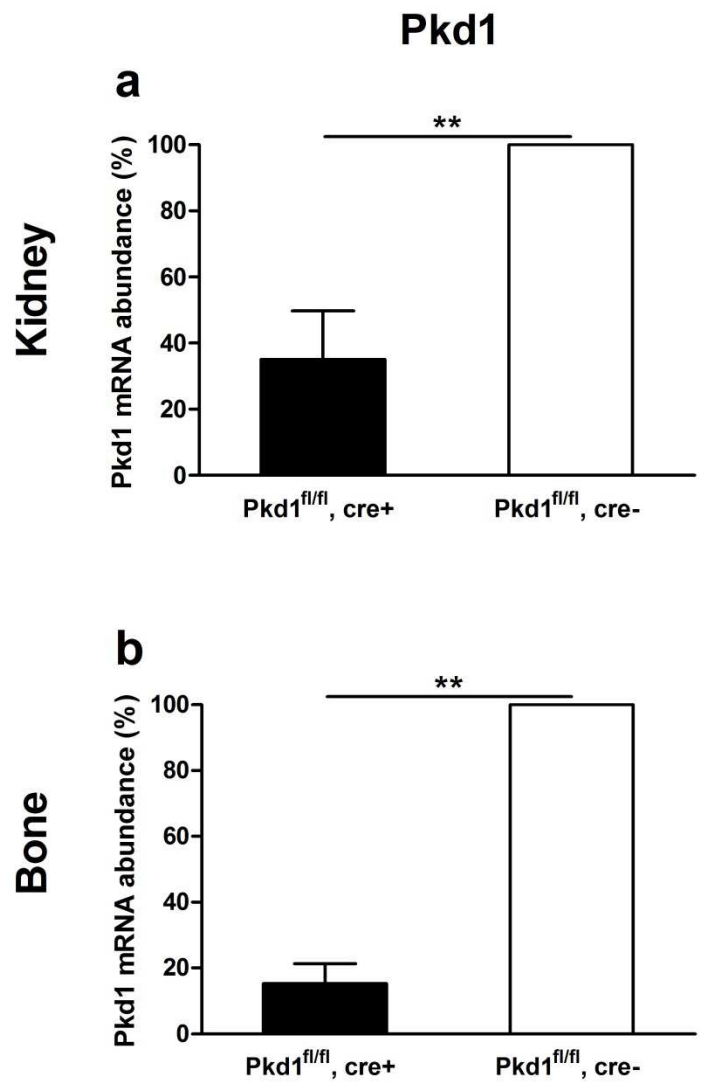 Pkd1
a
Kidney
Pkd1 mRNA abundance (%)
100
80
60
40
20
0
**
Pkd1fl/fl, cre+ Pkd1fl/fl, cre-
b
Bone
Pkd1 mRNA abundance (%)
100
80
60
40
20
0
**
Pkd1fl/fl, cre+ Pkd1fl/fl, cre-